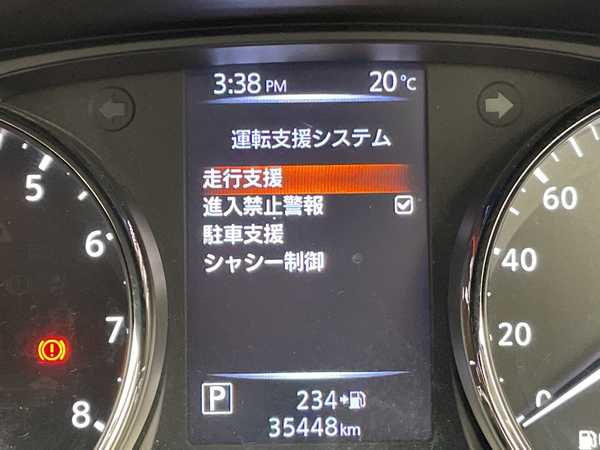 3:38 PM 20℃
運転支援システム
走行支援
進入禁止警報
駐車支援
シャシー制御
5
6
7
8
60
40
20
0
P 234
35448 km